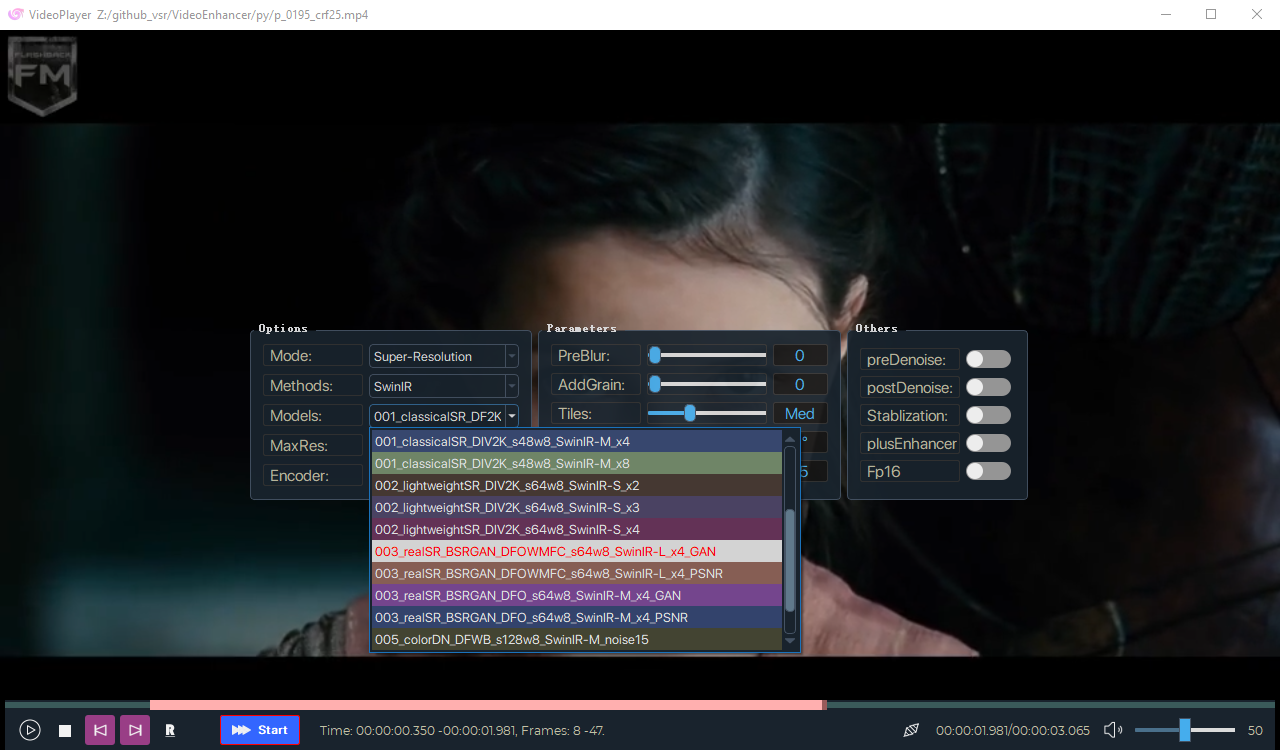 VideoPlayer Z:/github_vsr/VideoEnhancer/py/p_0195_crf25.mp4
FLASHBACK
FM
Options
Mode:
Super-Resolution
Methods:
SwinIR
Models:
001_classicalSR_DF2K
MaxRes:
Encoder:
Parameters
PreBlur:
0
AddGrain:
0
Tiles:
Med
Others
preDenoise:
postDenoise:
Stablization:
plusEnhancer
Fp16
001_classicalSR_DIV2K_s48w8_SwinIR-M_x4
001_classicalSR_DIV2K_s48w8_SwinIR-M_x8
002_lightweightSR_DIV2K_s64w8_SwinIR-S_x2
002_lightweightSR_DIV2K_s64w8_SwinIR-S_x3
002_lightweightSR_DIV2K_s64w8_SwinIR-S_x4
003_realSR_BSRGAN_DFOWMFC_s64w8_SwinIR-L_x4_GAN
003_realSR_BSRGAN_DFOWMFC_s64w8_SwinIR-L_x4_PSNR
003_realSR_BSRGAN_DFO_s64w8_SwinIR-M_x4_GAN
003_realSR_BSRGAN_DFO_s64w8_SwinIR-M_x4_PSNR
005_colorDN_DFWB_s128w8_SwinIR-M_noise15
R
Start
Time: 00:00:00.350 -00:00:01.981, Frames: 8 -47.
00:00:01.981/00:00:03.065
50